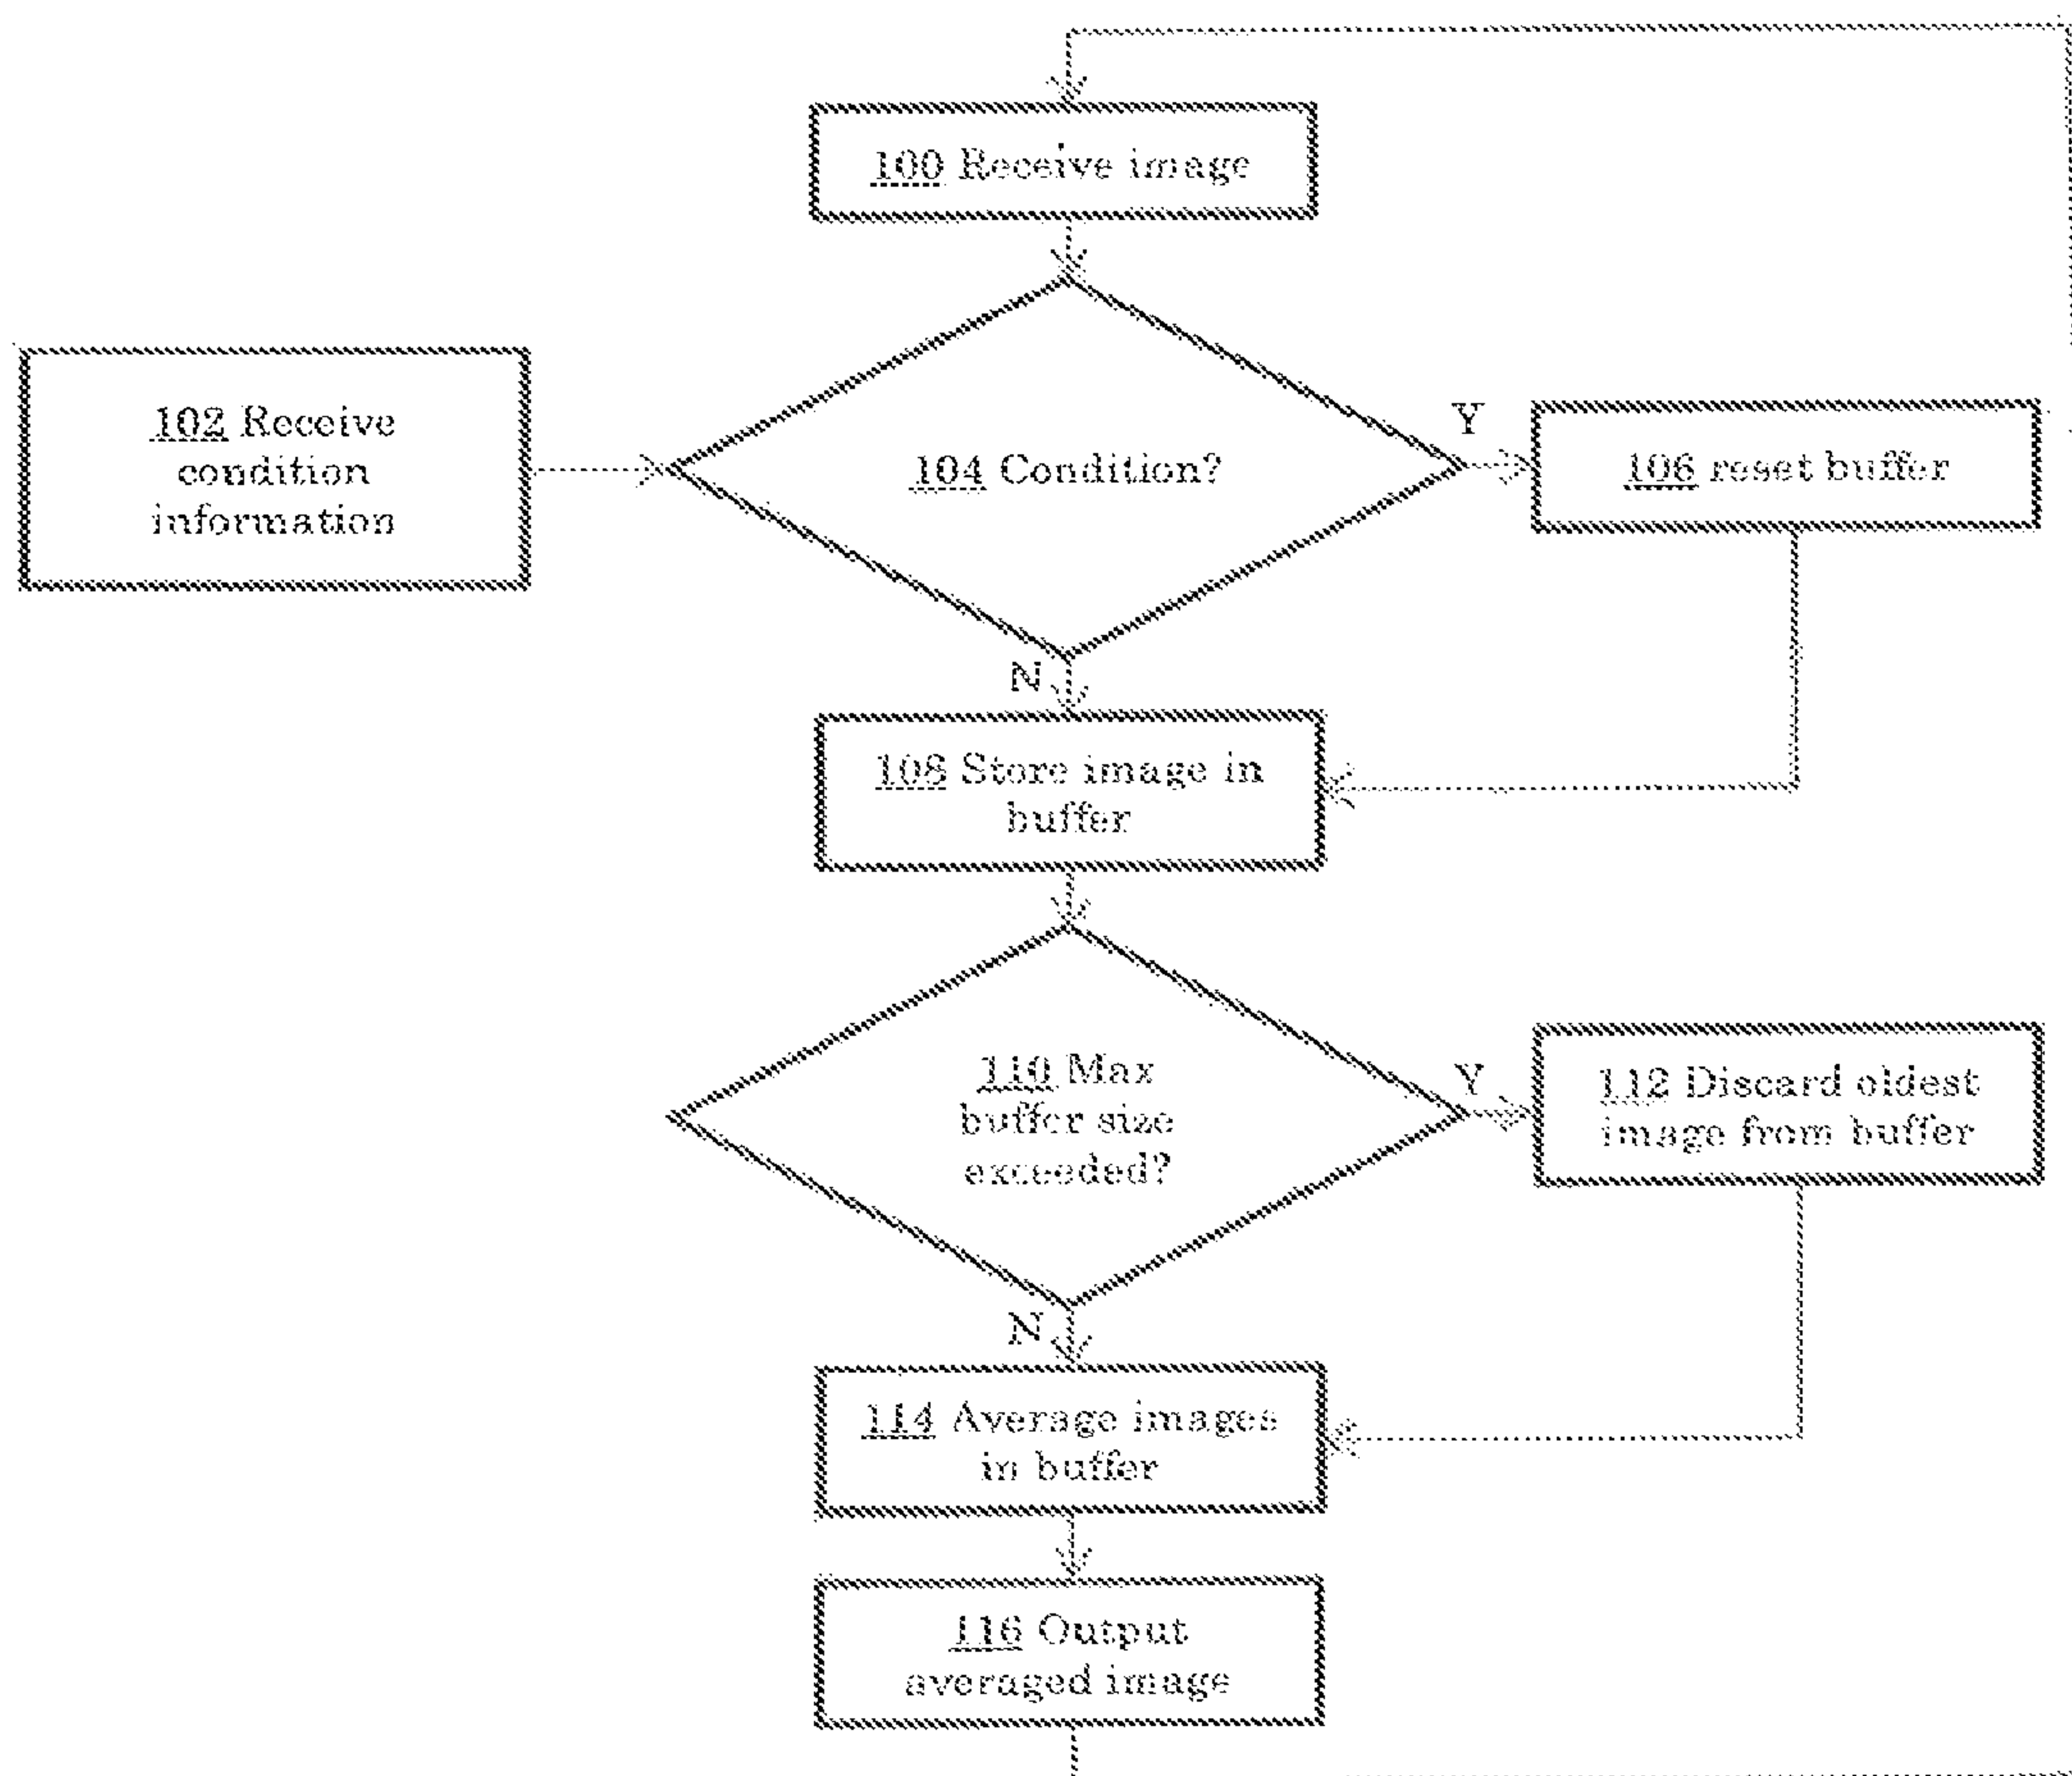 100 Receive image
102 Receive
condition
information
104 Condition?
Y
106 reset buffer
N
108 Store image in
buffer
110 Max
buffer size
exceeded?
Y
112 Discard oldest
image from buffer
N
114 Average images
in buffer
116 Output
averaged image